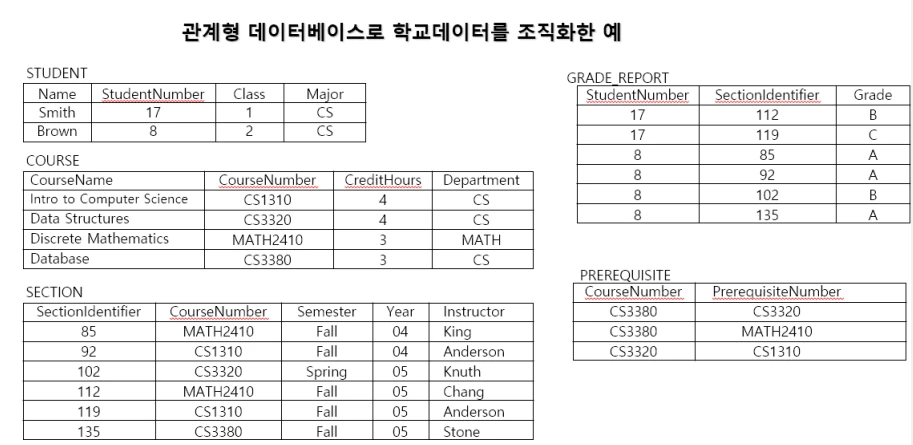 관계형 데이터베이스로 학교데이터를 조직화한 예
STUDENT
Name StudentNumber Class Major
Smith 17 1 CS
Brown 8 2 CS
COURSE
CourseName CourseNumber CreditHours Department
Intro to Computer Science CS1310 4 CS
Data Structures CS3320 4 CS
Discrete Mathematics MATH2410 3 MATH
Database CS3380 3 CS
SECTION
SectionIdentifier CourseNumber Semester Year Instructor
85 MATH2410 Fall 04 King
92 CS1310 Fall 04 Anderson
102 CS3320 Spring 05 Knuth
112 MATH2410 Fall 05 Chang
119 CS1310 Fall 05 Anderson
135 CS3380 Fall 05 Stone
GRADE_REPORT
StudentNumber SectionIdentifier Grade
17 112 B
17 119 C
8 85 A
8 92 A
8 102 B
8 135 A
PREREQUISITE
CourseNumber PrerequisiteNumber
CS3380 CS3320
CS3380 MATH2410
CS3320 CS1310